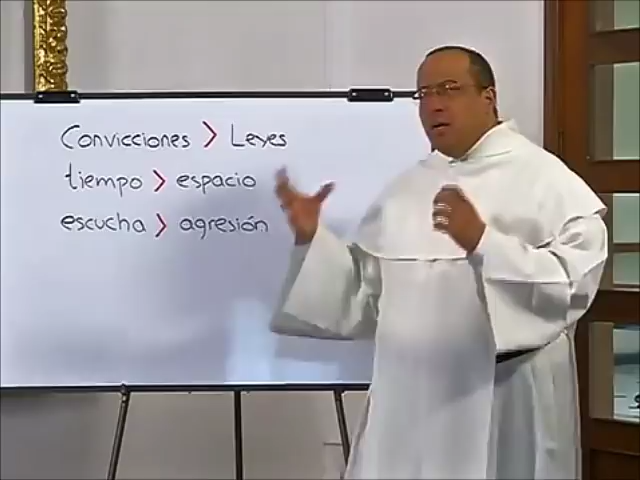 Convicciones > Leyes
tiempo > espacio
escucha > agresión